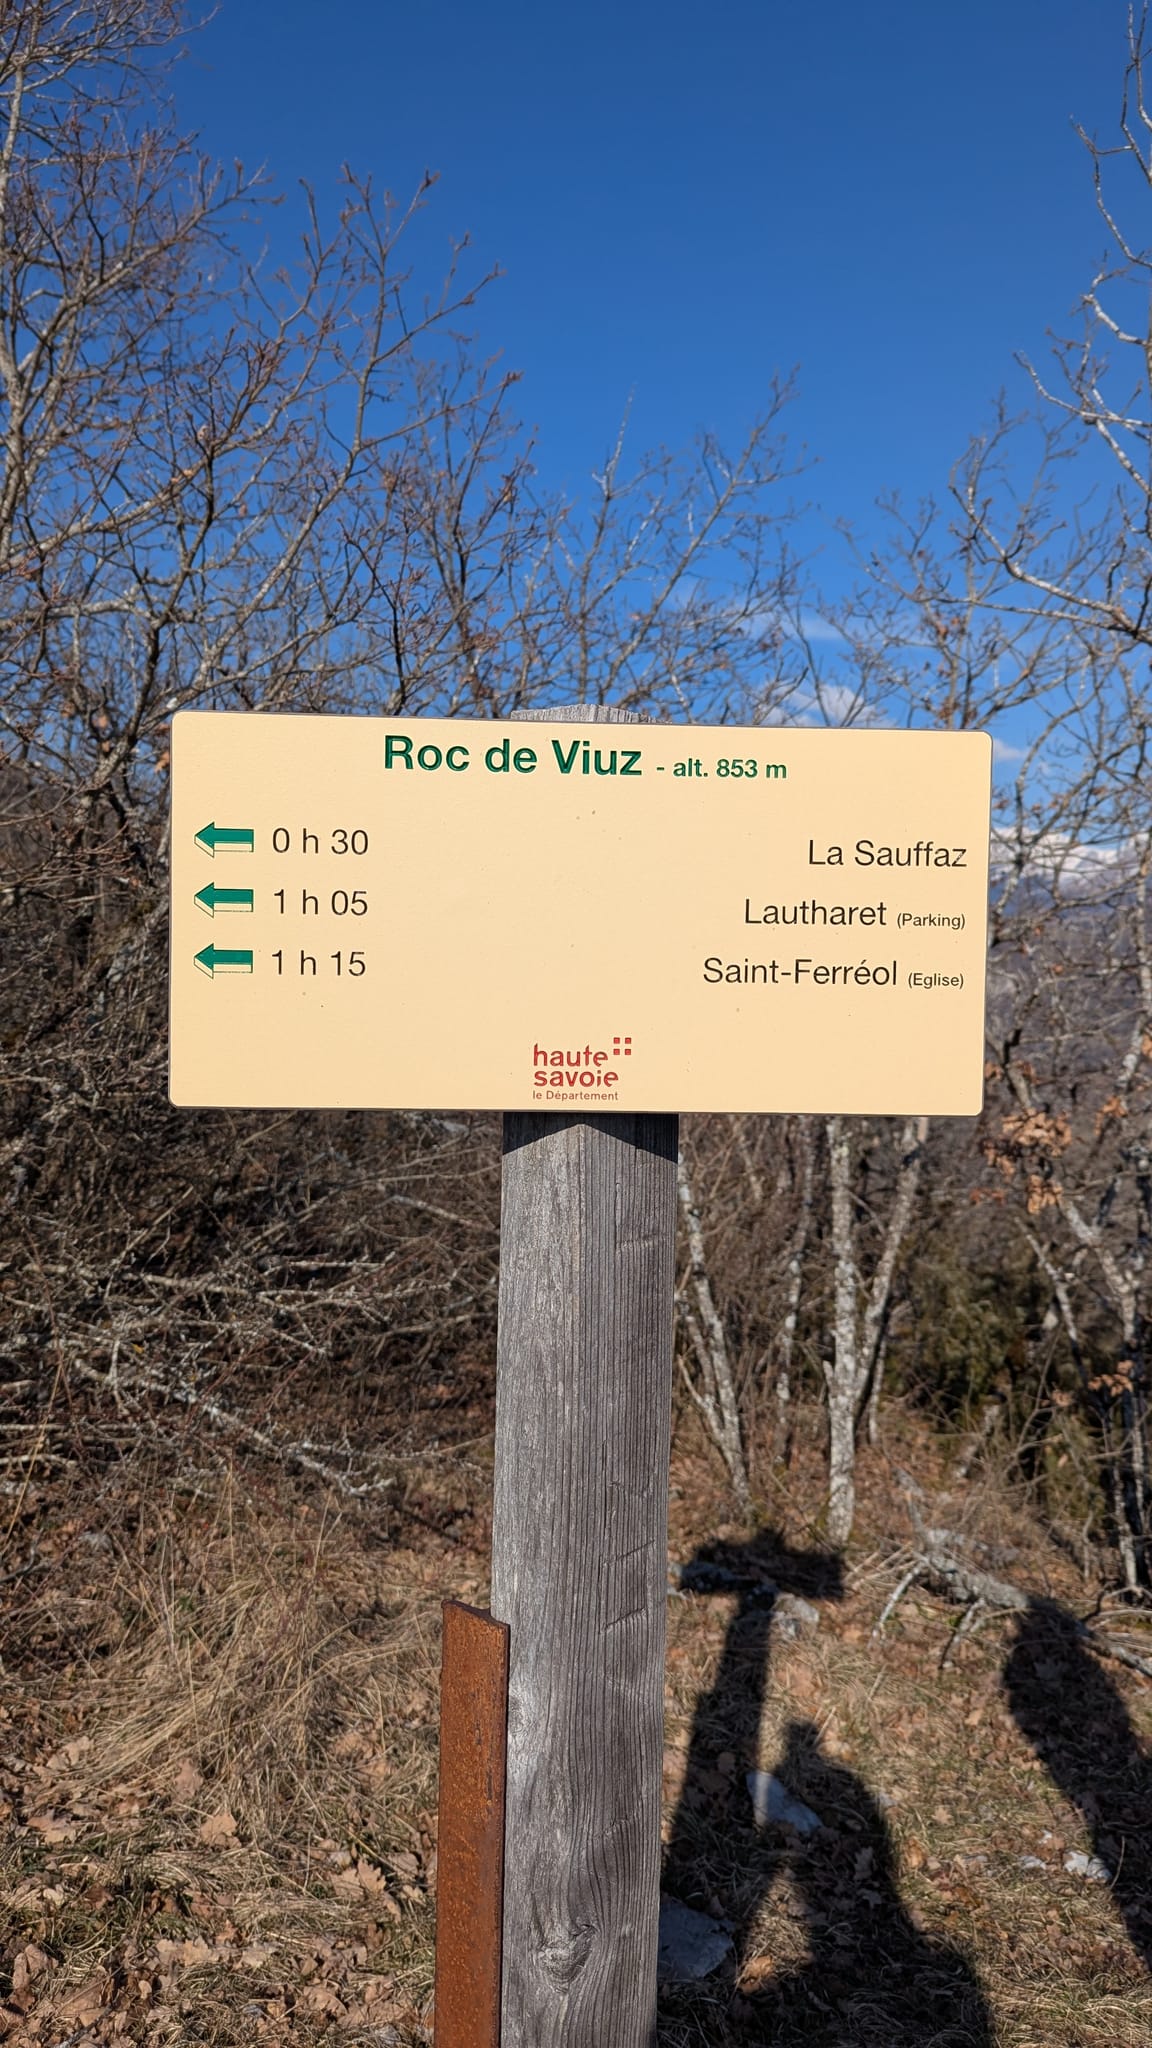 Roc de Viuz - alt. 853 m
0 h 30 La Sauffaz
1 h 05 Lautharet (Parking)
1 h 15 Saint-Ferréol (Eglise)
haute
savoie
le Département